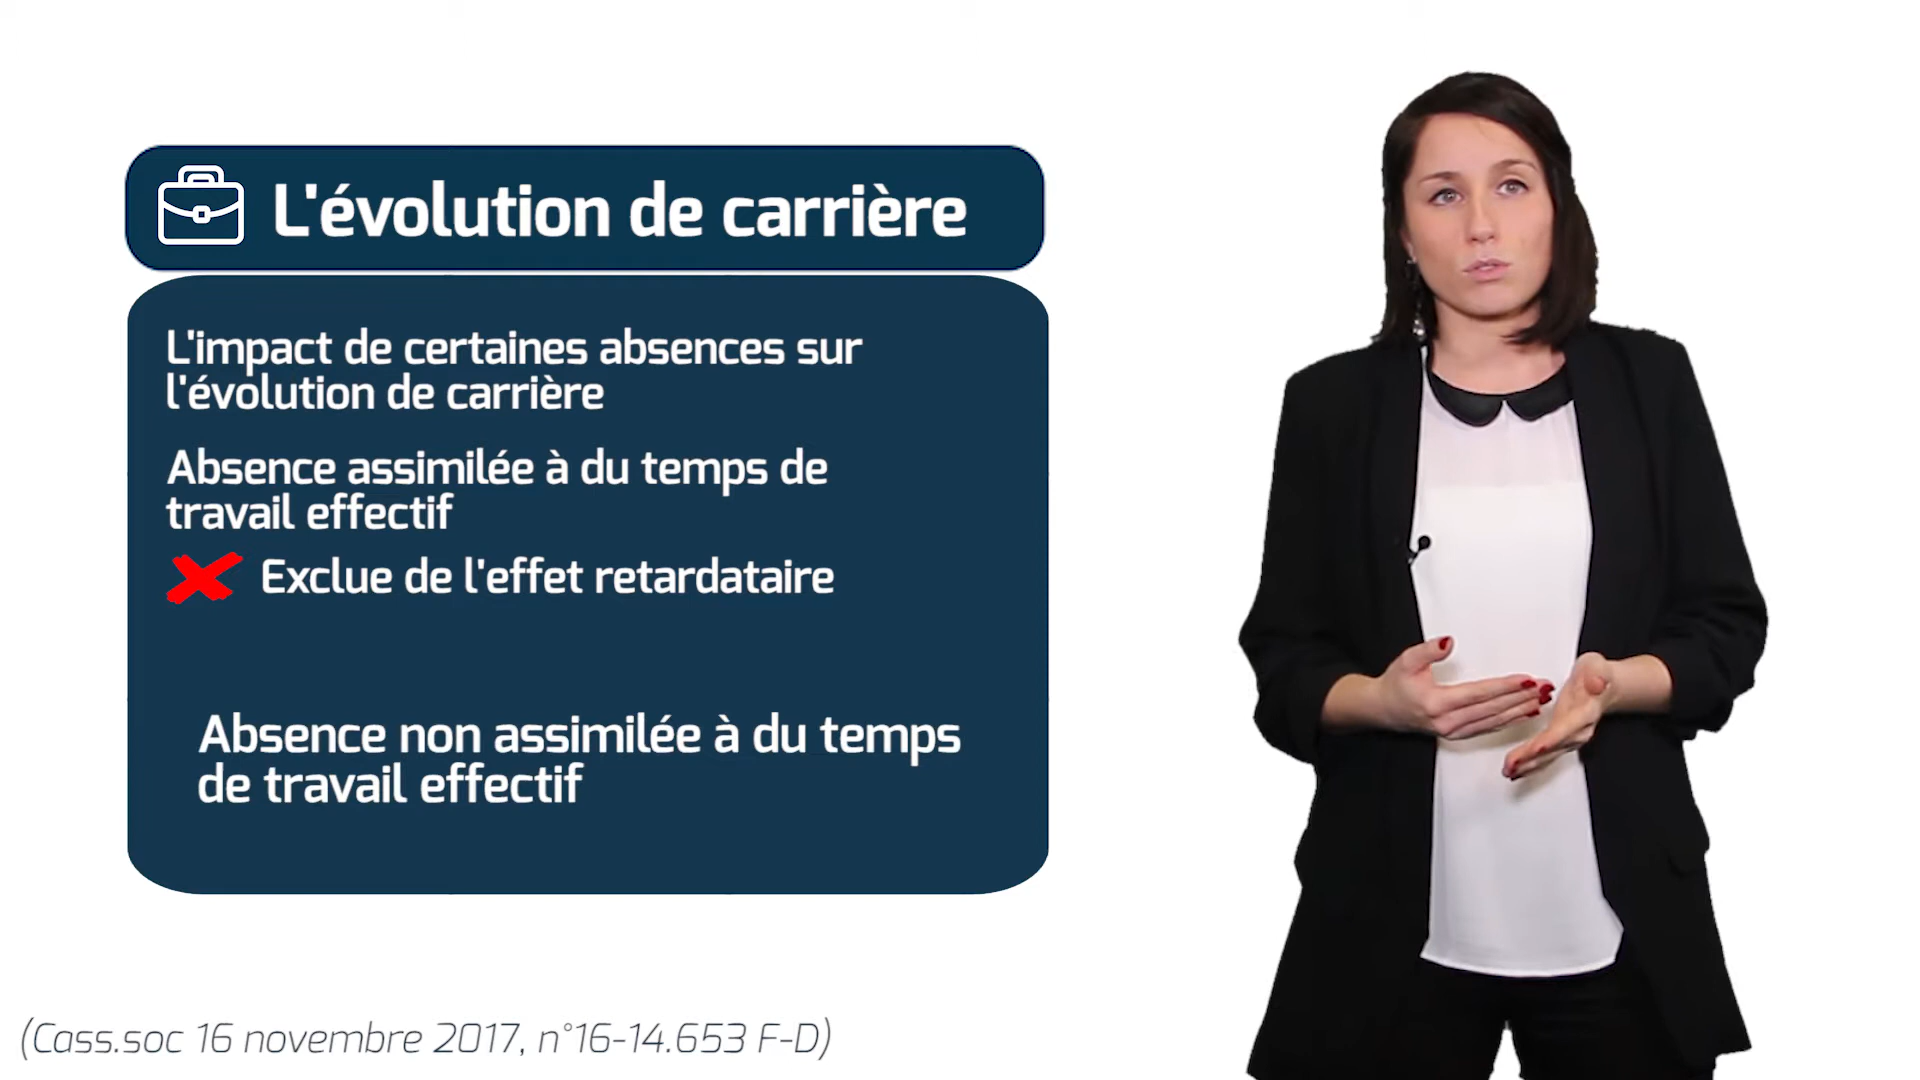 L'évolution de carrière
L'impact de certaines absences sur
l'évolution de carrière
Absence assimilée à du temps de
travail effectif
Exclue de l'effet retardataire
Absence non assimilée à du temps
de travail effectif
(Cass.soc 16 novembre 2017, n°16-14.653 F-D)